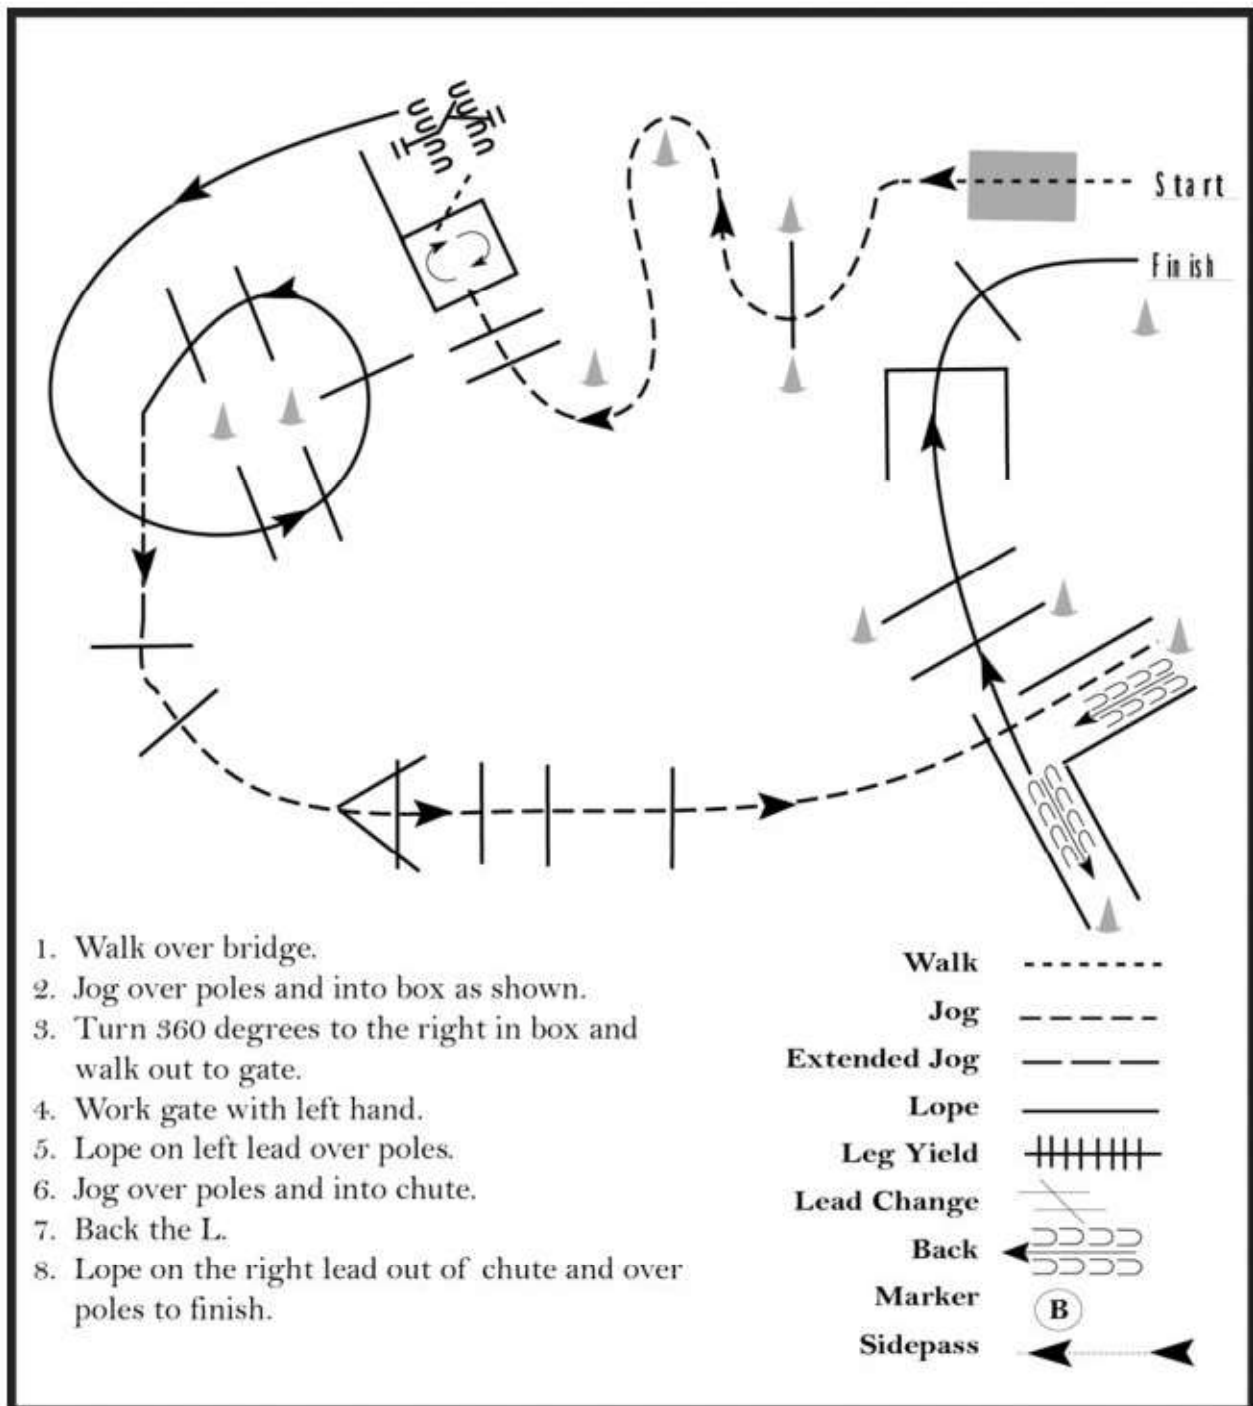 Start
Finish
1. Walk over bridge.
2. Jog over poles and into box as shown.
3. Turn 360 degrees to the right in box and
walk out to gate.
4. Work gate with left hand.
5. Lope on left lead over poles.
6. Jog over poles and into chute.
7. Back the L.
8. Lope on the right lead out of chute and over
poles to finish.
Walk
Jog
Extended Jog
Lope
Leg Yield
Lead Change
Back
Marker
B
Sidepass